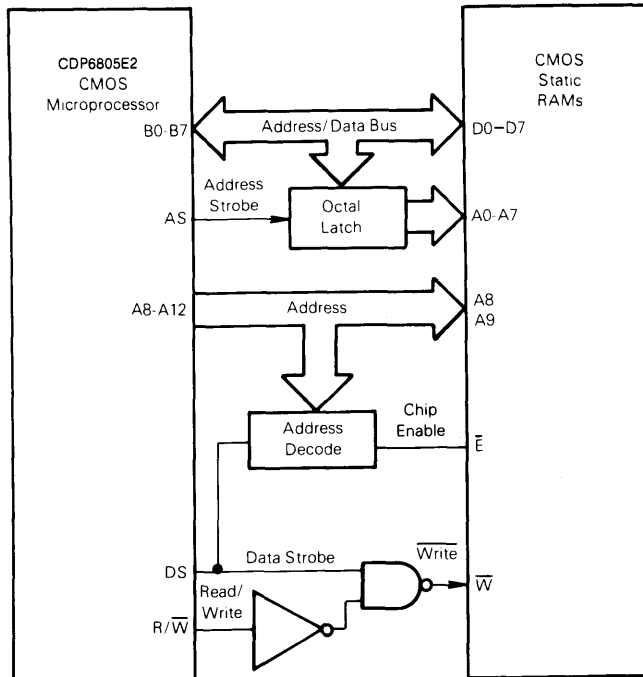 CDP6805E2
CMOS
Microprocessor
CMOS
Static
RAMs
B0-B7
Address/Data Bus
D0–D7
Address
Strobe
AS
Octal
Latch
A0-A7
A8-A12
Address
A8
A9
Address
Decode
Chip
Enable
E̅
DS
Data Strobe
W̅r̅i̅t̅e̅
W̅
Read/
Write
R/W̅